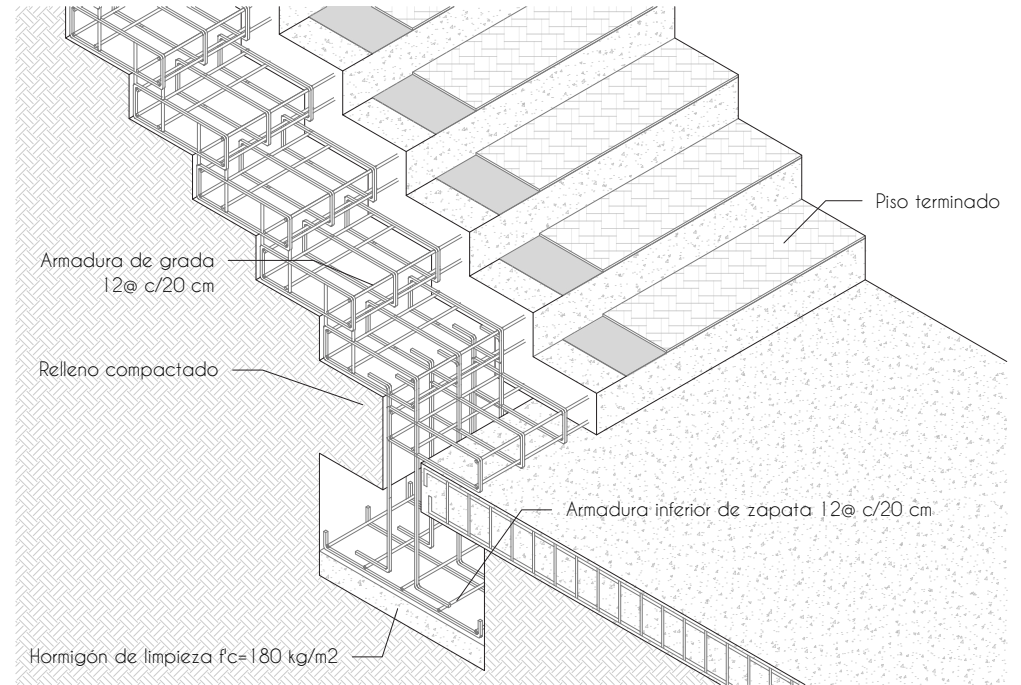 Piso terminado
Armadura de grada
12@ c/20 cm
Relleno compactado
Armadura inferior de zapata 12@ c/20 cm
Hormigón de limpieza f'c=180 kg/m2